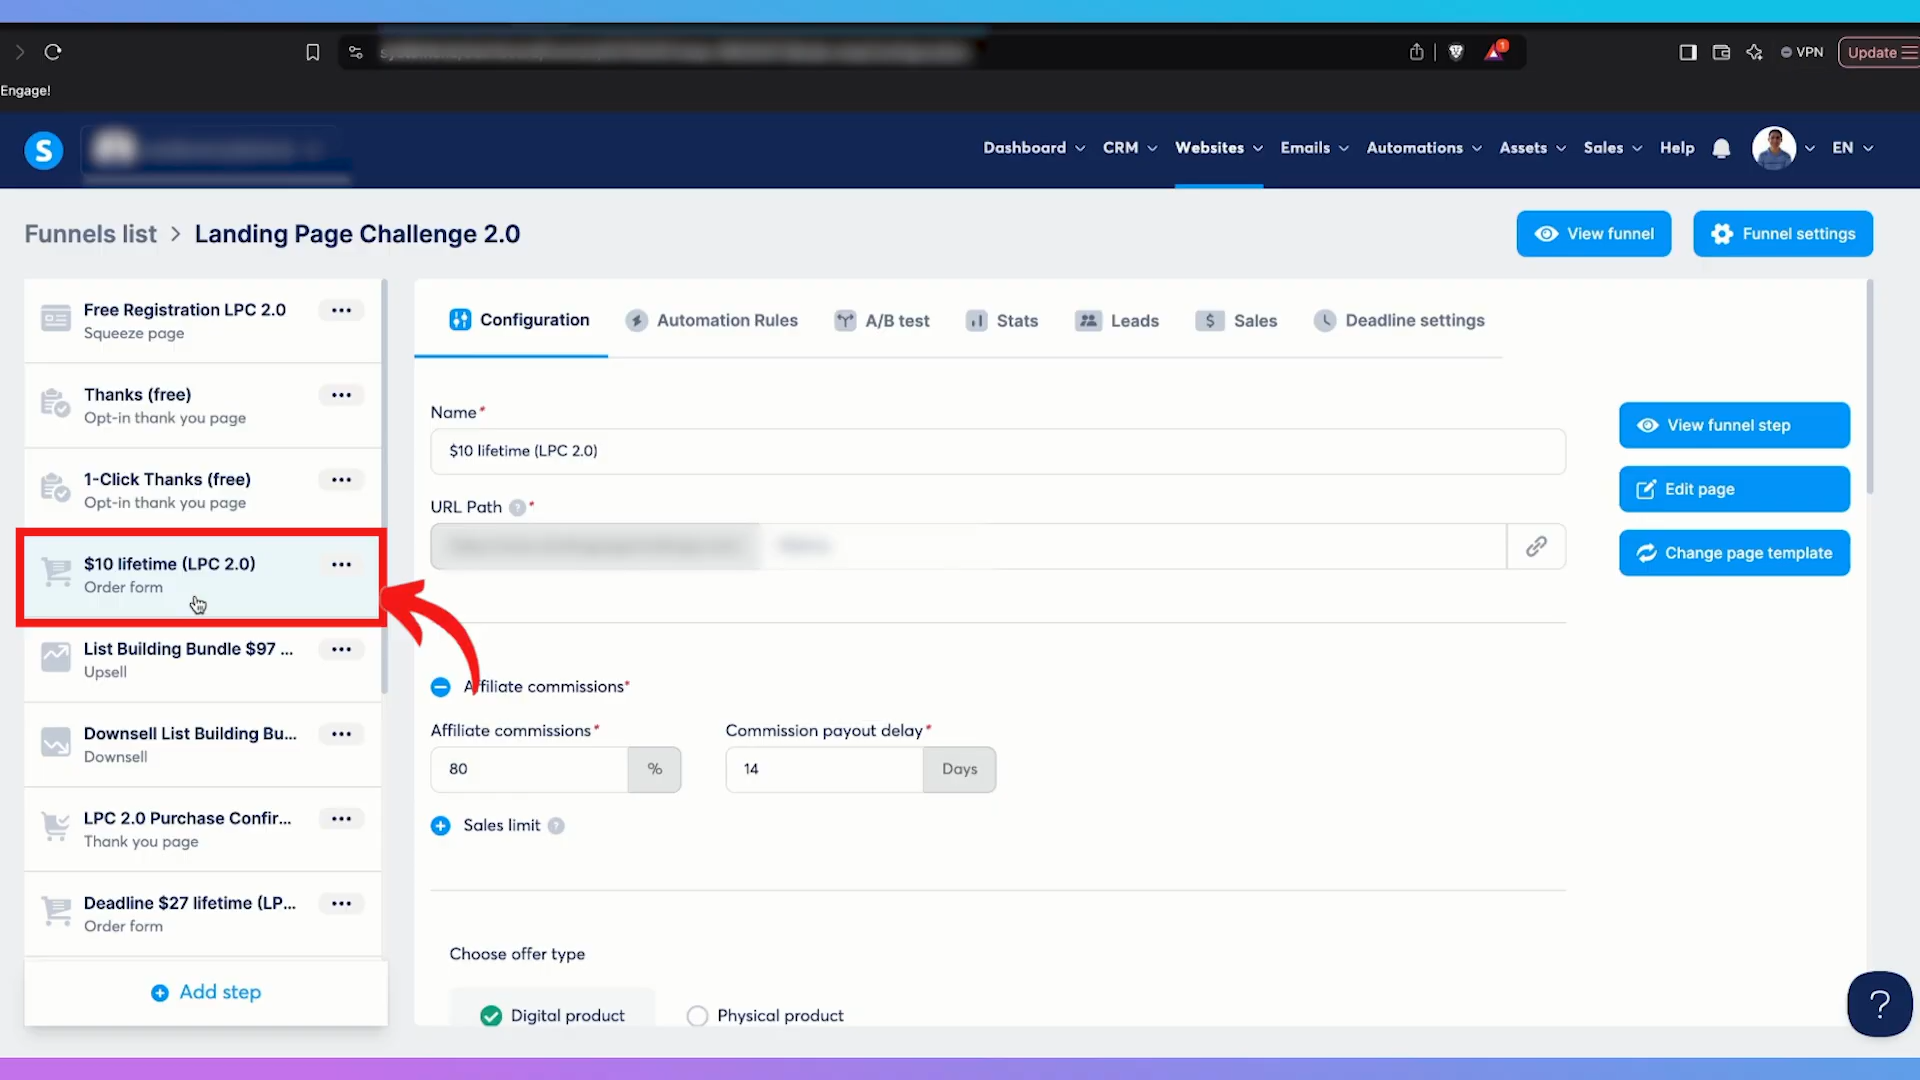 1
VPN
Update
Engage!
S
Dashboard
CRM
Websites
Emails
Automations
Assets
Sales
Help
EN
Funnels list > Landing Page Challenge 2.0
View funnel
Funnel settings
Free Registration LPC 2.0
Squeeze page
Thanks (free)
Opt-in thank you page
1-Click Thanks (free)
Opt-in thank you page
$10 lifetime (LPC 2.0)
Order form
List Building Bundle $97 ...
Upsell
Downsell List Building Bu...
Downsell
LPC 2.0 Purchase Confir...
Thank you page
Deadline $27 lifetime (LP...
Order form
Add step
Configuration
Automation Rules
A/B test
Stats
Leads
$ Sales
Deadline settings
Name*
$10 lifetime (LPC 2.0)
URL Path ? *
View funnel step
Edit page
Change page template
Affiliate commissions*
Affiliate commissions*
Commission payout delay*
80 %
14 Days
Sales limit ?
Choose offer type
Digital product
Physical product
?